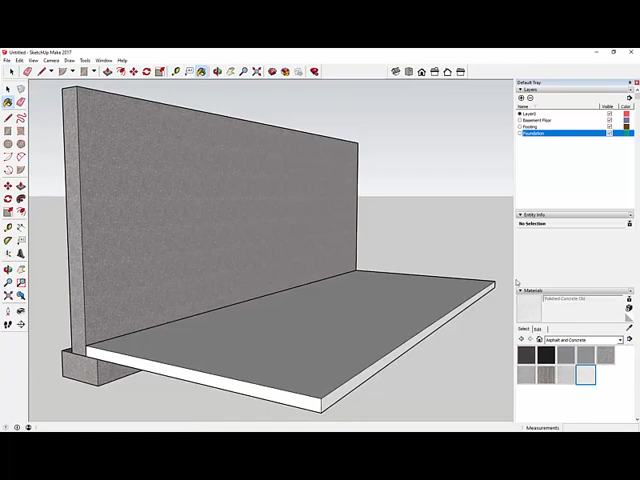 Untitled - SketchUp Make 2017
File Edit View Camera Draw Tools Window Help
Default Tray
Layers
Name Visible Color
Layer0
Basement Floor
Footing
Foundation
Entity Info
No Selection
Materials
Polished Concrete Old
Select Edit
Asphalt and Concrete
Measurements